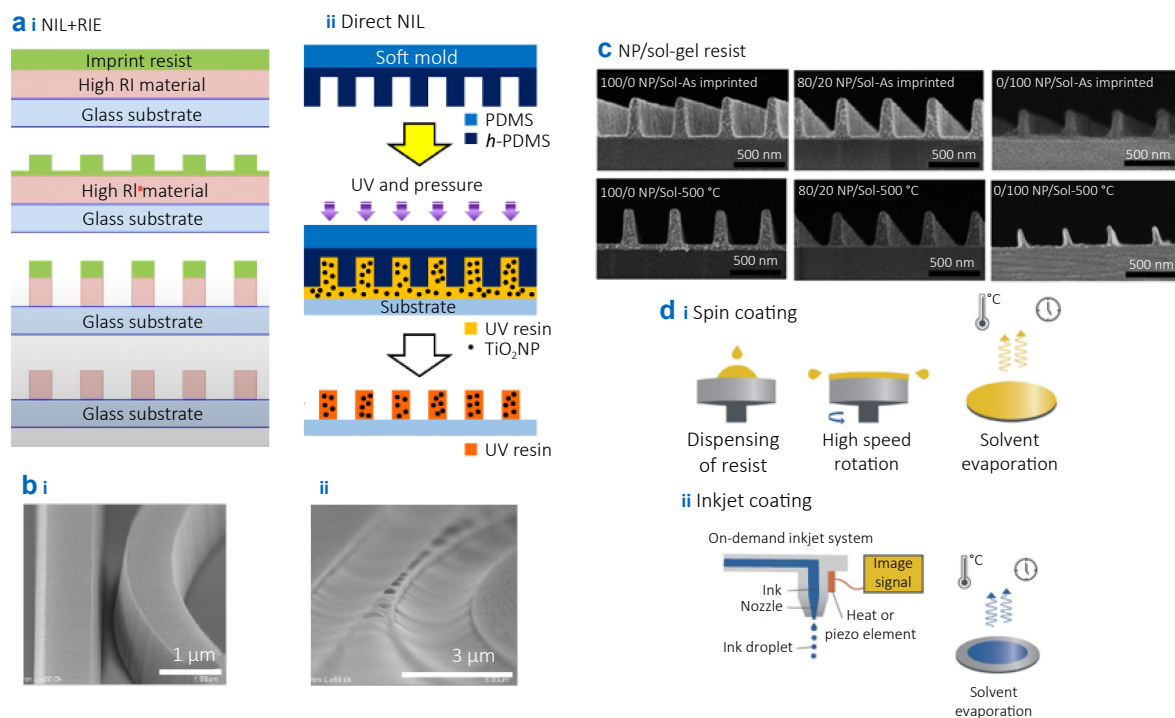 a i NIL+RIE
Imprint resist
High RI material
Glass substrate
High RI material
Glass substrate
Glass substrate
Glass substrate
ii Direct NIL
Soft mold
PDMS
h-PDMS
UV and pressure
Substrate
UV resin
TiO₂NP
UV resin
b i
1 µm
1.00µm
ii
3 µm
3.00µm
c NP/sol-gel resist
100/0 NP/Sol-As imprinted
500 nm
80/20 NP/Sol-As imprinted
500 nm
0/100 NP/Sol-As imprinted
500 nm
100/0 NP/Sol-500 °C
500 nm
80/20 NP/Sol-500 °C
500 nm
0/100 NP/Sol-500 °C
500 nm
d i Spin coating
°C
Dispensing
of resist
High speed
rotation
Solvent
evaporation
ii Inkjet coating
On-demand inkjet system
Image
signal
Ink
Nozzle
Heat or
piezo element
Ink droplet
°C
Solvent
evaporation